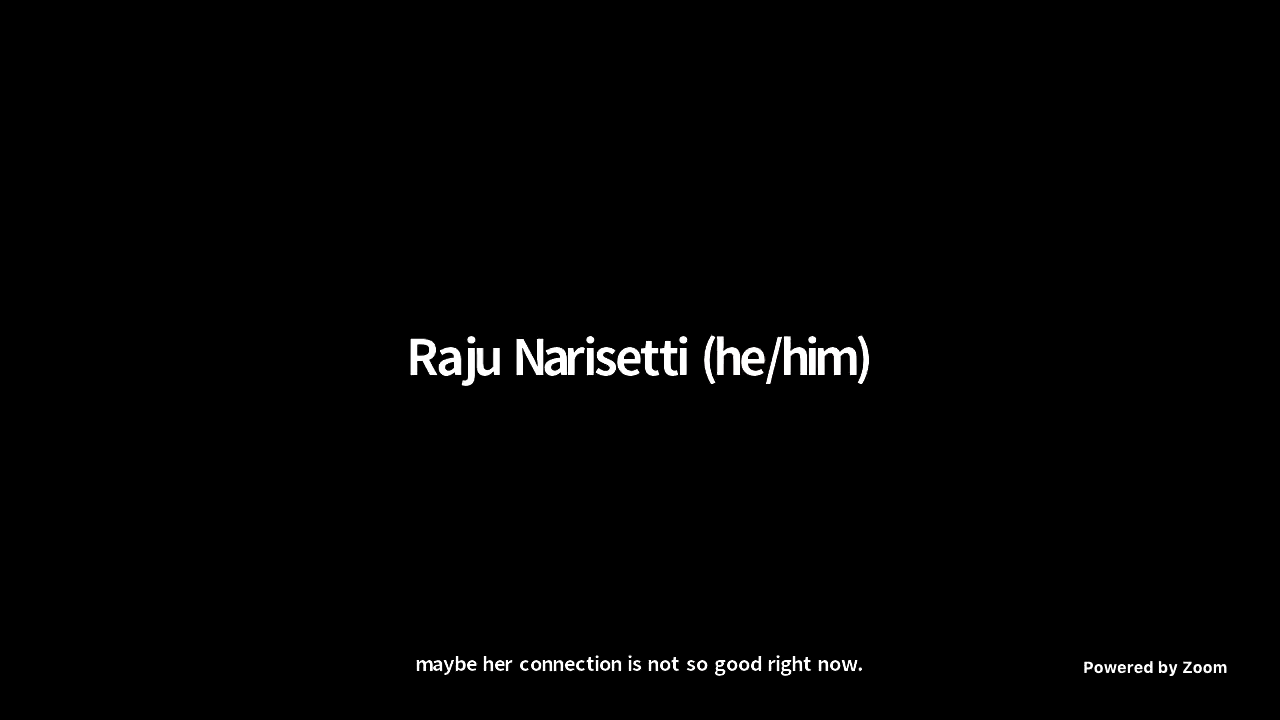 Raju Narisetti (he/him)
maybe her connection is not so good right now.
Powered by Zoom